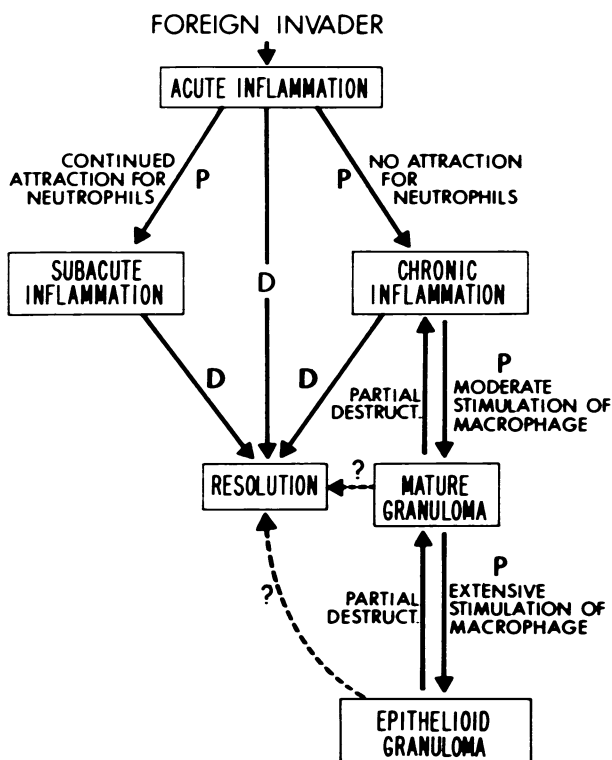 FOREIGN INVADER
ACUTE INFLAMMATION
CONTINUED
ATTRACTION FOR
NEUTROPHILS
P
P
NO ATTRACTION
FOR
NEUTROPHILS
SUBACUTE
INFLAMMATION
D
CHRONIC
INFLAMMATION
D
D
PARTIAL
DESTRUCT.
P
MODERATE
STIMULATION OF
MACROPHAGE
RESOLUTION
?
MATURE
GRANULOMA
?
PARTIAL
DESTRUCT.
P
EXTENSIVE
STIMULATION OF
MACROPHAGE
EPITHELIOID
GRANULOMA